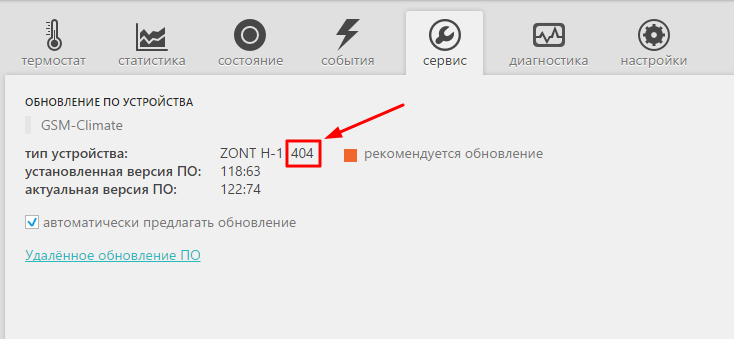 термостат статистика состояние события сервис диагностика настройки
ОБНОВЛЕНИЕ ПО УСТРОЙСТВА
GSM-Climate
тип устройства: ZONT H-1 404 рекомендуется обновление
установленная версия ПО: 118:63
актуальная версия ПО: 122:74
автоматически предлагать обновление
Удалённое обновление ПО